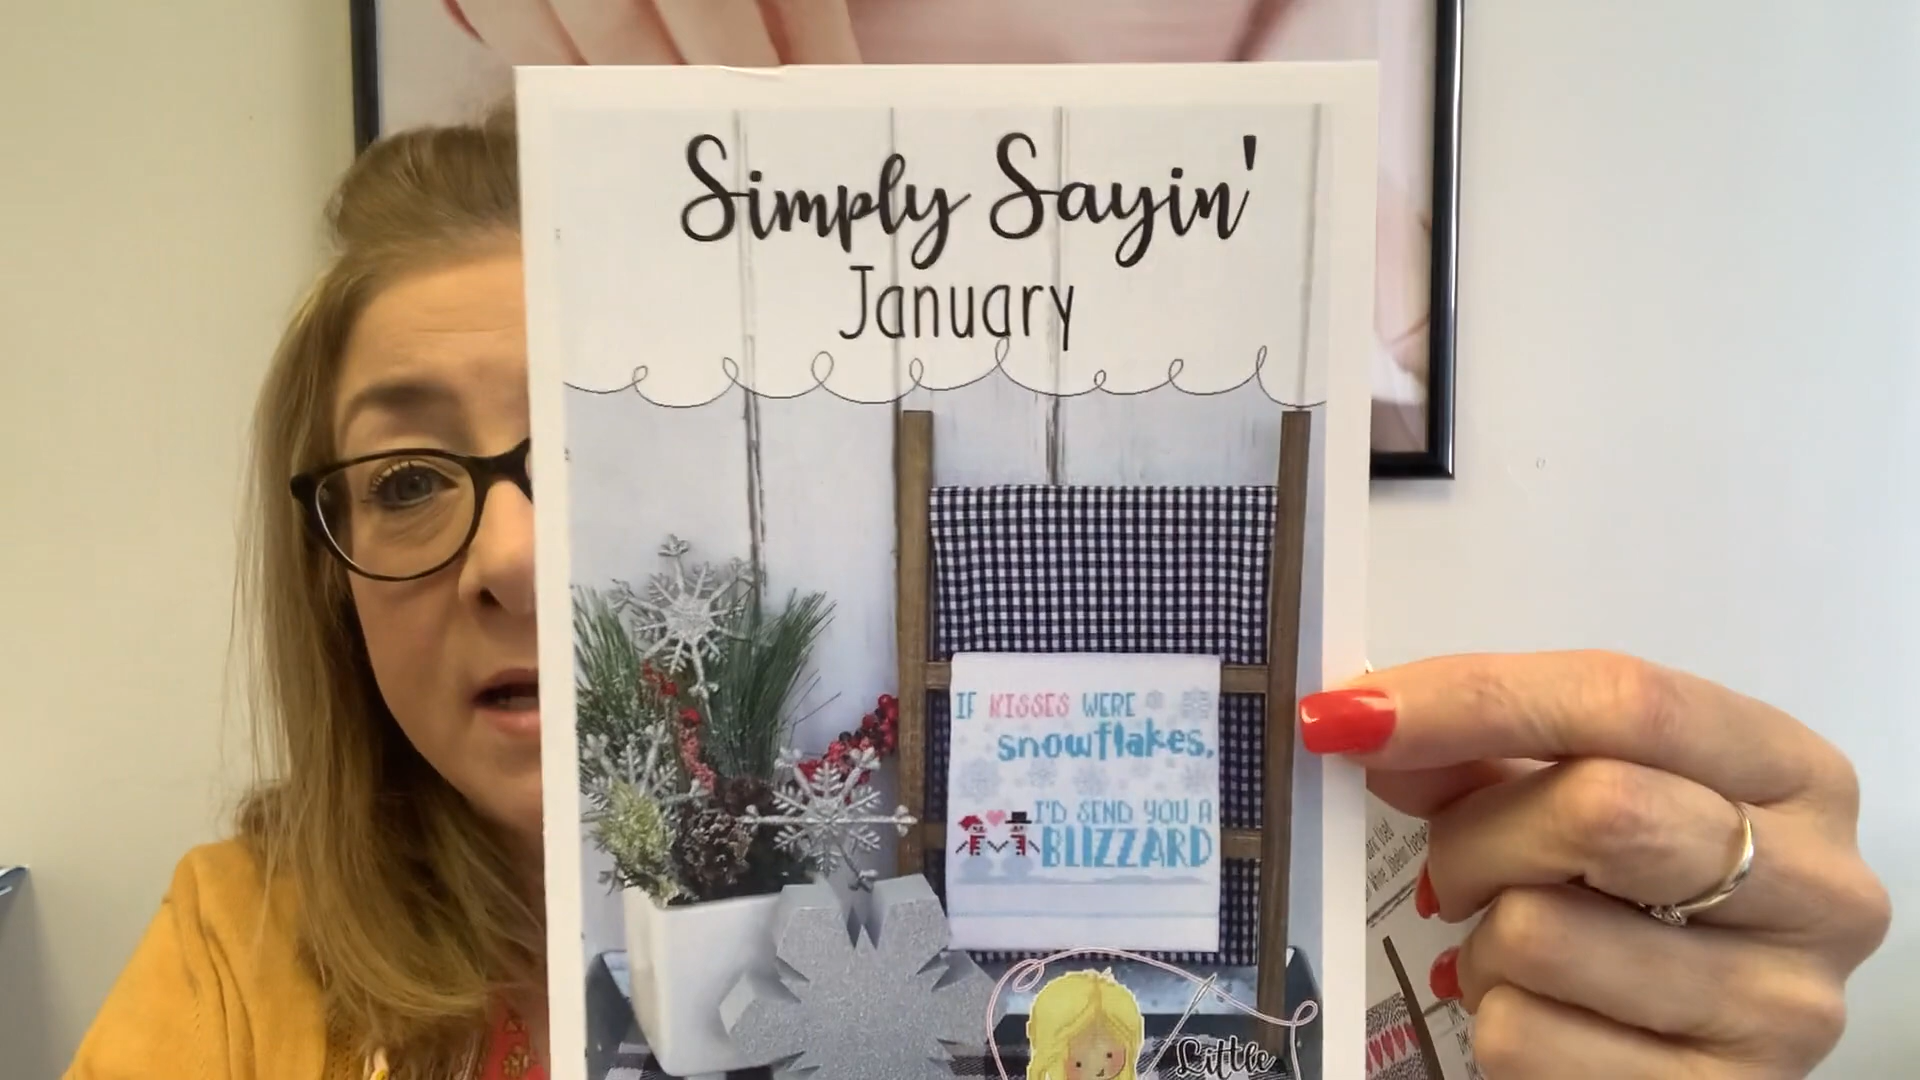 Simply Sayin'
January
IF KISSES WERE
snowflakes,
I'D SEND YOU A
BLIZZARD
Little